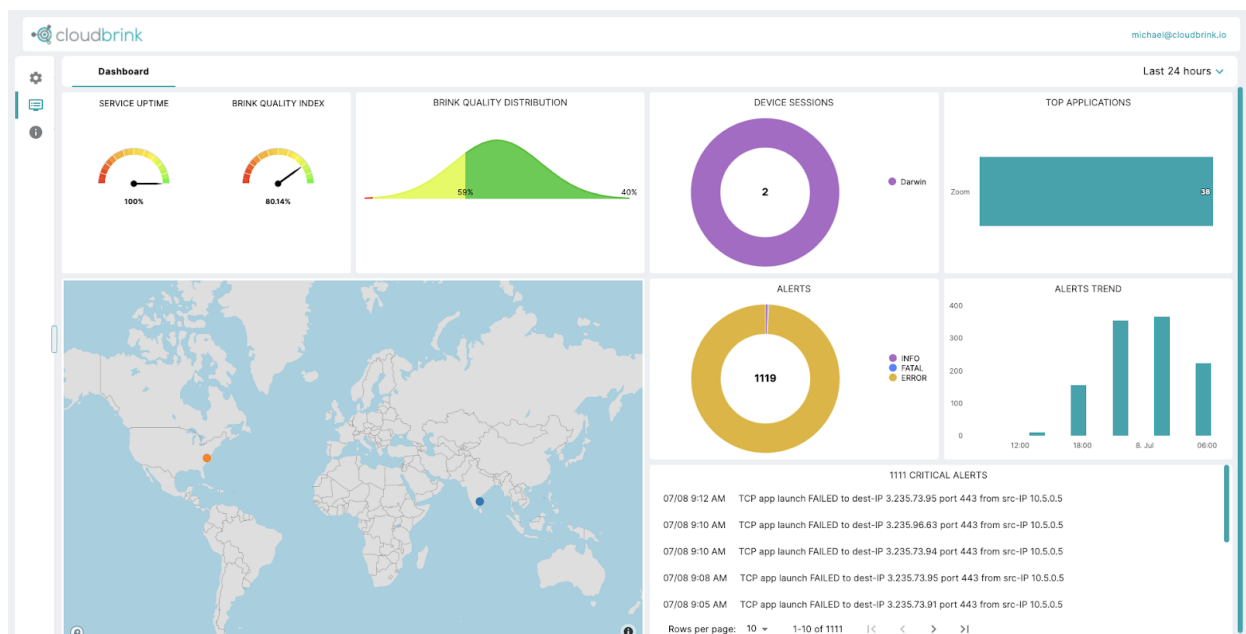 cloudbrink
michael@cloudbrink.io
Dashboard
Last 24 hours
SERVICE UPTIME
100%
BRINK QUALITY INDEX
80.14%
BRINK QUALITY DISTRIBUTION
59%
40%
DEVICE SESSIONS
2
Darwin
TOP APPLICATIONS
Zoom
38
ALERTS
1119
INFO
FATAL
ERROR
ALERTS TREND
400
300
200
100
0
12:00
18:00
8. Jul
06:00
1111 CRITICAL ALERTS
07/08 9:12 AM TCP app launch FAILED to dest-IP 3.235.73.95 port 443 from src-IP 10.5.0.5
07/08 9:10 AM TCP app launch FAILED to dest-IP 3.235.96.63 port 443 from src-IP 10.5.0.5
07/08 9:10 AM TCP app launch FAILED to dest-IP 3.235.73.94 port 443 from src-IP 10.5.0.5
07/08 9:08 AM TCP app launch FAILED to dest-IP 3.235.73.95 port 443 from src-IP 10.5.0.5
07/08 9:05 AM TCP app launch FAILED to dest-IP 3.235.73.91 port 443 from src-IP 10.5.0.5
Rows per page: 10 1-10 of 1111